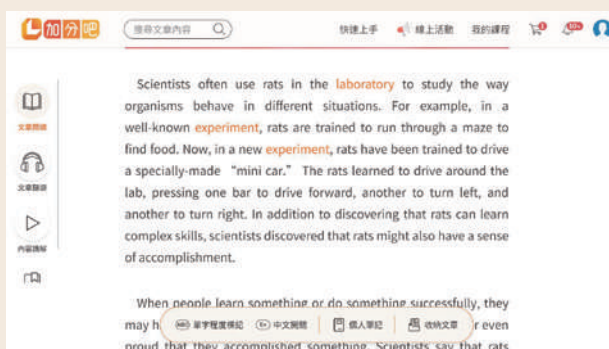 加分吧
搜尋文章內容
快速上手
線上活動
我的課程
文章閱讀
文章聽讀
內容講解
Scientists often use rats in the laboratory to study the way
organisms behave in different situations. For example, in a
well-known experiment, rats are trained to run through a maze to
find food. Now, in a new experiment, rats have been trained to drive
a specially-made “mini car.” The rats learned to drive around the
lab, pressing one bar to drive forward, another to turn left, and
another to turn right. In addition to discovering that rats can learn
complex skills, scientists discovered that rats might also have a sense
of accomplishment.
When people learn something or do something successfully, they
may h
r even
單字程度標記
中文開關
個人筆記
收納文章
proud that they accomplished something. Scientists say that rats